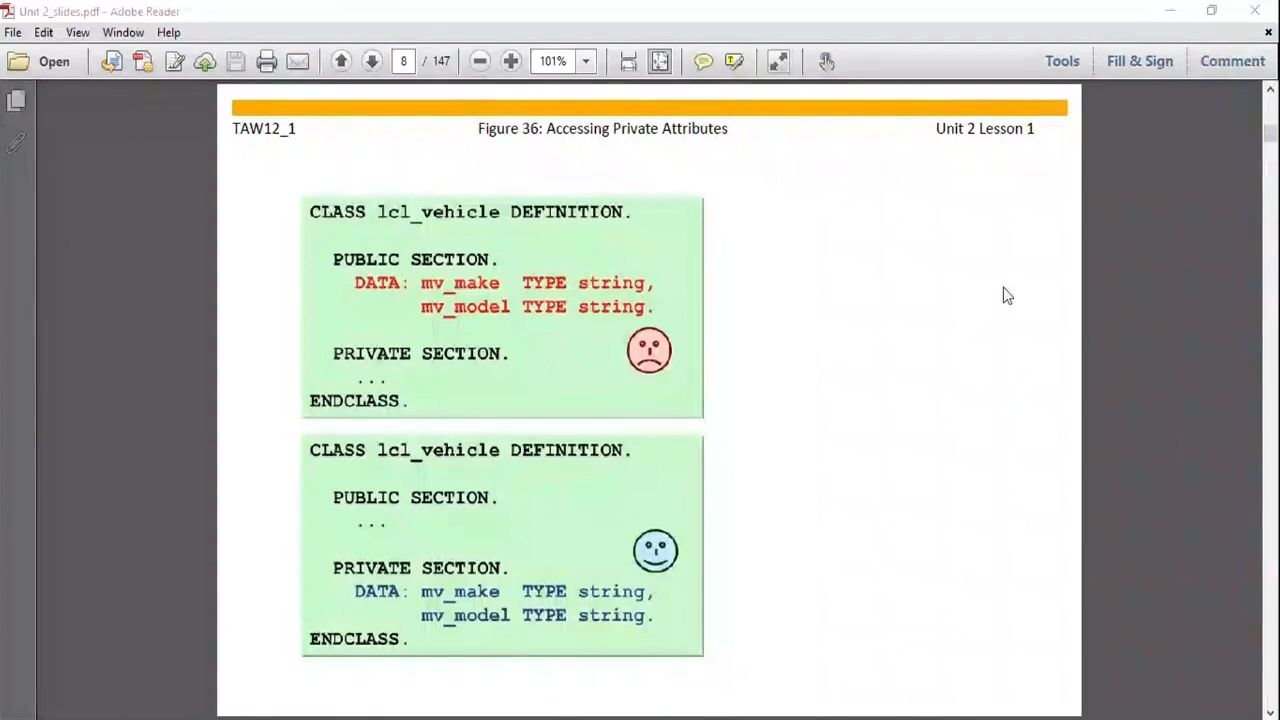 Unit 2_slides.pdf - Adobe Reader
File Edit View Window Help
Open 8 / 147 101% Tools Fill & Sign Comment
TAW12_1 Figure 36: Accessing Private Attributes Unit 2 Lesson 1
CLASS lcl_vehicle DEFINITION.
PUBLIC SECTION.
DATA: mv_make TYPE string,
mv_model TYPE string.
PRIVATE SECTION.
...
ENDCLASS.
CLASS lcl_vehicle DEFINITION.
PUBLIC SECTION.
...
PRIVATE SECTION.
DATA: mv_make TYPE string,
mv_model TYPE string.
ENDCLASS.